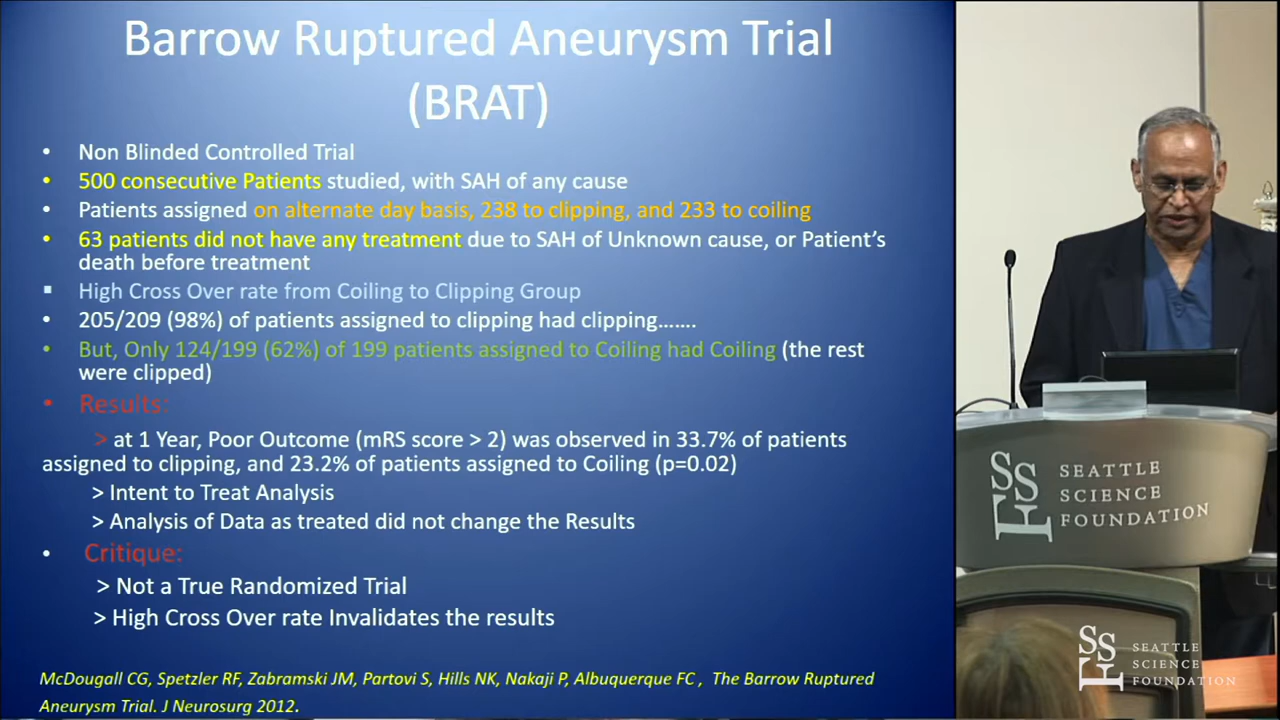 Barrow Ruptured Aneurysm Trial
(BRAT)
• Non Blinded Controlled Trial
• 500 consecutive Patients studied, with SAH of any cause
• Patients assigned on alternate day basis, 238 to clipping, and 233 to coiling
• 63 patients did not have any treatment due to SAH of Unknown cause, or Patient's
death before treatment
▪ High Cross Over rate from Coiling to Clipping Group
• 205/209 (98%) of patients assigned to clipping had clipping…….
• But, Only 124/199 (62%) of 199 patients assigned to Coiling had Coiling (the rest
were clipped)
• Results:
> at 1 Year, Poor Outcome (mRS score > 2) was observed in 33.7% of patients
assigned to clipping, and 23.2% of patients assigned to Coiling (p=0.02)
> Intent to Treat Analysis
> Analysis of Data as treated did not change the Results
• Critique:
> Not a True Randomized Trial
> High Cross Over rate Invalidates the results
McDougall CG, Spetzler RF, Zabramski JM, Partovi S, Hills NK, Nakaji P, Albuquerque FC , The Barrow Ruptured
Aneurysm Trial. J Neurosurg 2012.
SSF
SEATTLE
SCIENCE
FOUNDATION
SSF
SEATTLE
SCIENCE
FOUNDATION